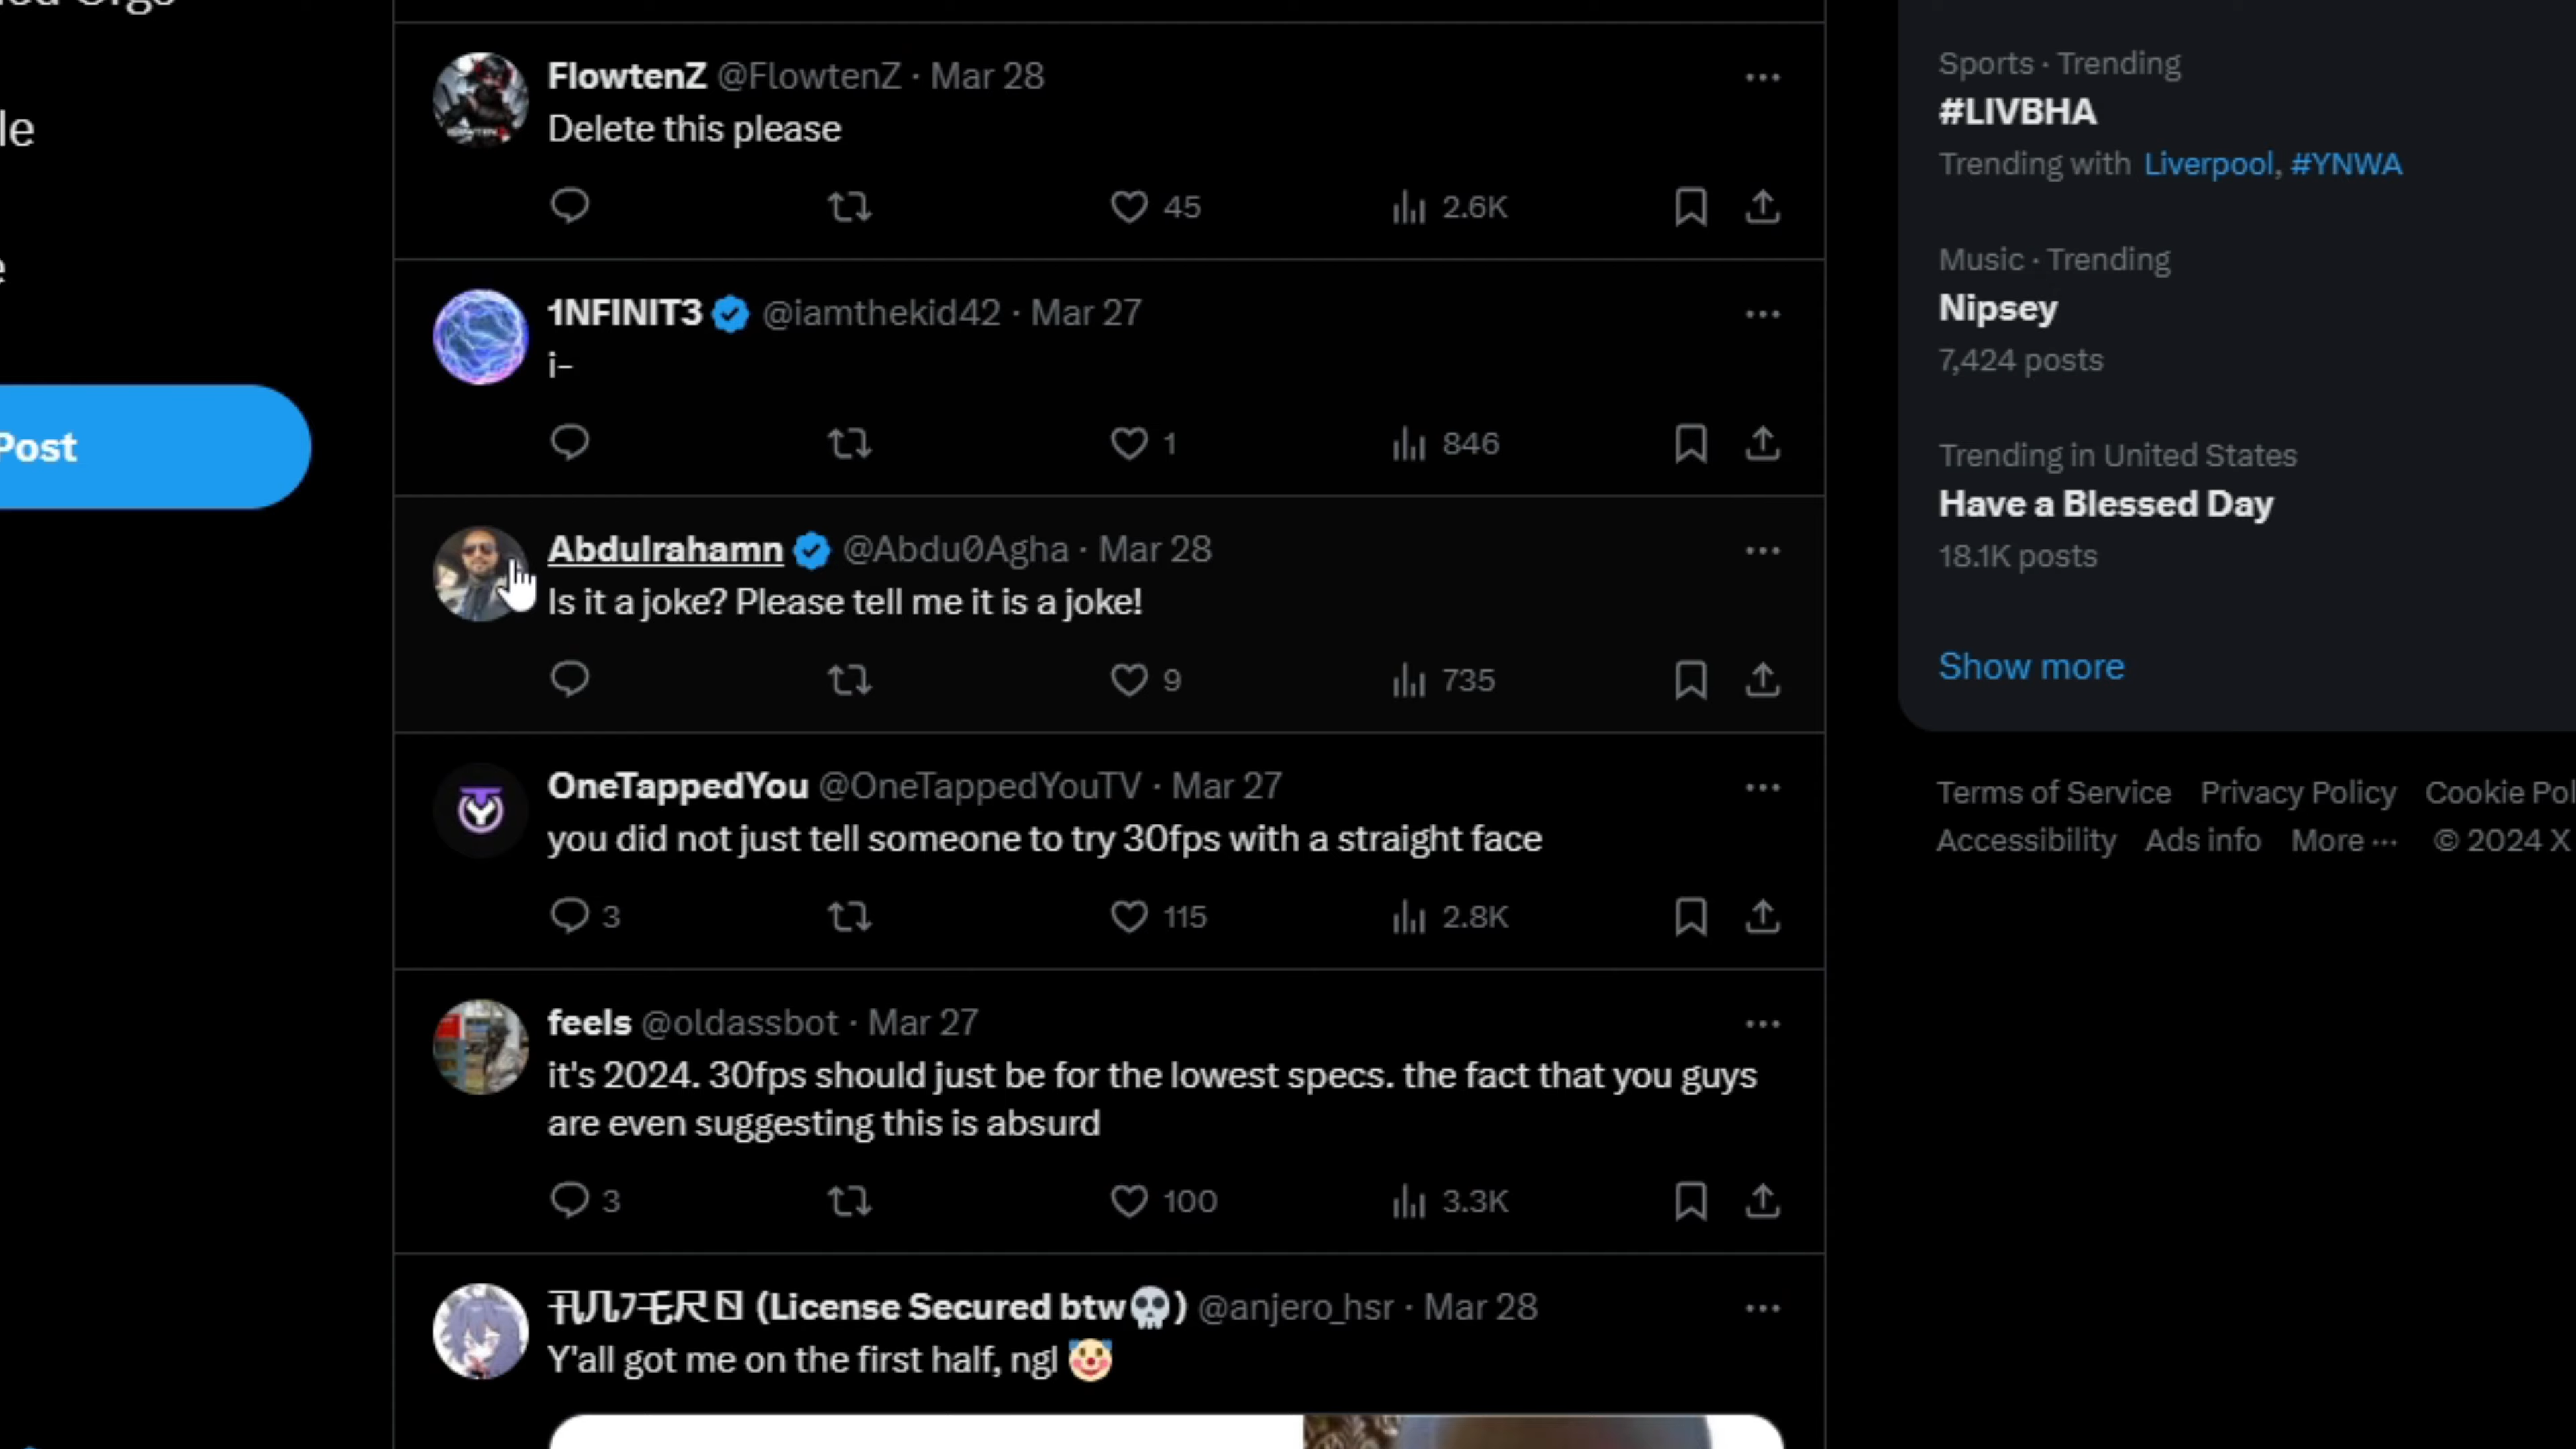 le
e
Post
FlowtenZ @FlowtenZ · Mar 28
Delete this please
45 2.6K
1NFINIT3 @iamthekid42 · Mar 27
i-
1 846
Abdulrahamn @Abdu0Agha · Mar 28
Is it a joke? Please tell me it is a joke!
9 735
OneTappedYou @OneTappedYouTV · Mar 27
you did not just tell someone to try 30fps with a straight face
3 115 2.8K
feels @oldassbot · Mar 27
it's 2024. 30fps should just be for the lowest specs. the fact that you guys
are even suggesting this is absurd
3 100 3.3K
(License Secured btw💀) @anjero_hsr · Mar 28
Y'all got me on the first half, ngl 🤡
Sports · Trending
#LIVBHA
Trending with Liverpool, #YNWA
Music · Trending
Nipsey
7,424 posts
Trending in United States
Have a Blessed Day
18.1K posts
Show more
Terms of Service Privacy Policy Cookie Pol
Accessibility Ads info More ··· © 2024 X